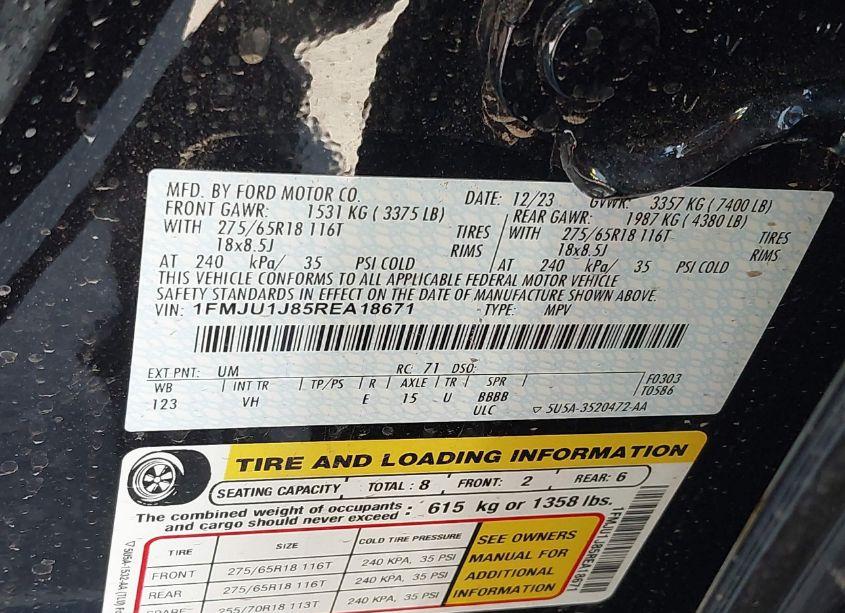 MFD. BY FORD MOTOR CO. DATE: 12/23 GVWR: 3357 KG ( 7400 LB)
FRONT GAWR: 1531 KG ( 3375 LB) REAR GAWR: 1987 KG ( 4380 LB)
WITH 275/65R18 116T TIRES WITH 275/65R18 116T TIRES
18x8.5J RIMS 18x8.5J RIMS
AT 240 kPa/ 35 PSI COLD AT 240 kPa/ 35 PSI COLD
THIS VEHICLE CONFORMS TO ALL APPLICABLE FEDERAL MOTOR VEHICLE
SAFETY STANDARDS IN EFFECT ON THE DATE OF MANUFACTURE SHOWN ABOVE.
VIN: 1FMJU1J85REA18671 TYPE: MPV
EXT PNT: UM RC: 71 DSO:
WB INT TR TP/PS R AXLE TR SPR F0303
123 VH E 15 U BBBB T0586
ULC ▽ 5U5A-3520472-AA
TIRE AND LOADING INFORMATION
SEATING CAPACITY TOTAL : 8 FRONT: 2 REAR: 6
The combined weight of occupants and cargo should never exceed : 615 kg or 1358 lbs.
TIRE SIZE COLD TIRE PRESSURE
FRONT 275/65R18 116T 240 KPA, 35 PSI
REAR 275/65R18 116T 240 KPA, 35 PSI
SPARE 255/70R18 113T 240 KPA, 35 PSI
SEE OWNERS
MANUAL FOR
ADDITIONAL
INFORMATION
1FMJU1J85REA18671